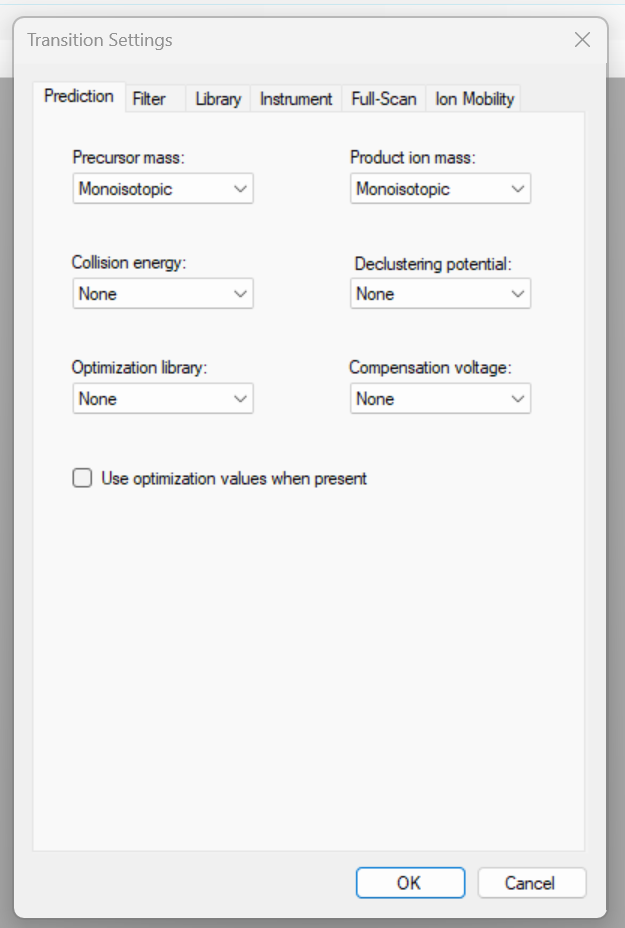 Transition Settings
Prediction Filter Library Instrument Full-Scan Ion Mobility
Precursor mass: Product ion mass:
Monoisotopic Monoisotopic
Collision energy: Declustering potential:
None None
Optimization library: Compensation voltage:
None None
Use optimization values when present
OK Cancel